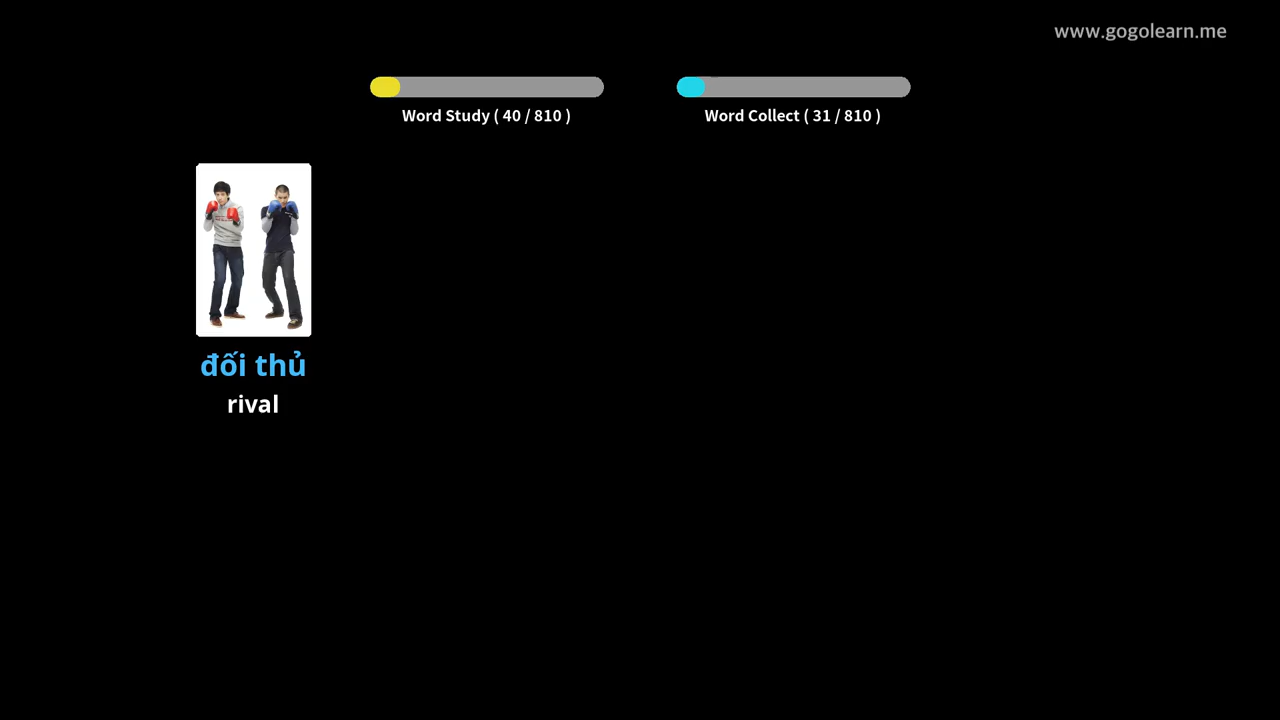 www.gogolearn.me
Word Study ( 40 / 810 )
Word Collect ( 31 / 810 )
đối thủ
rival